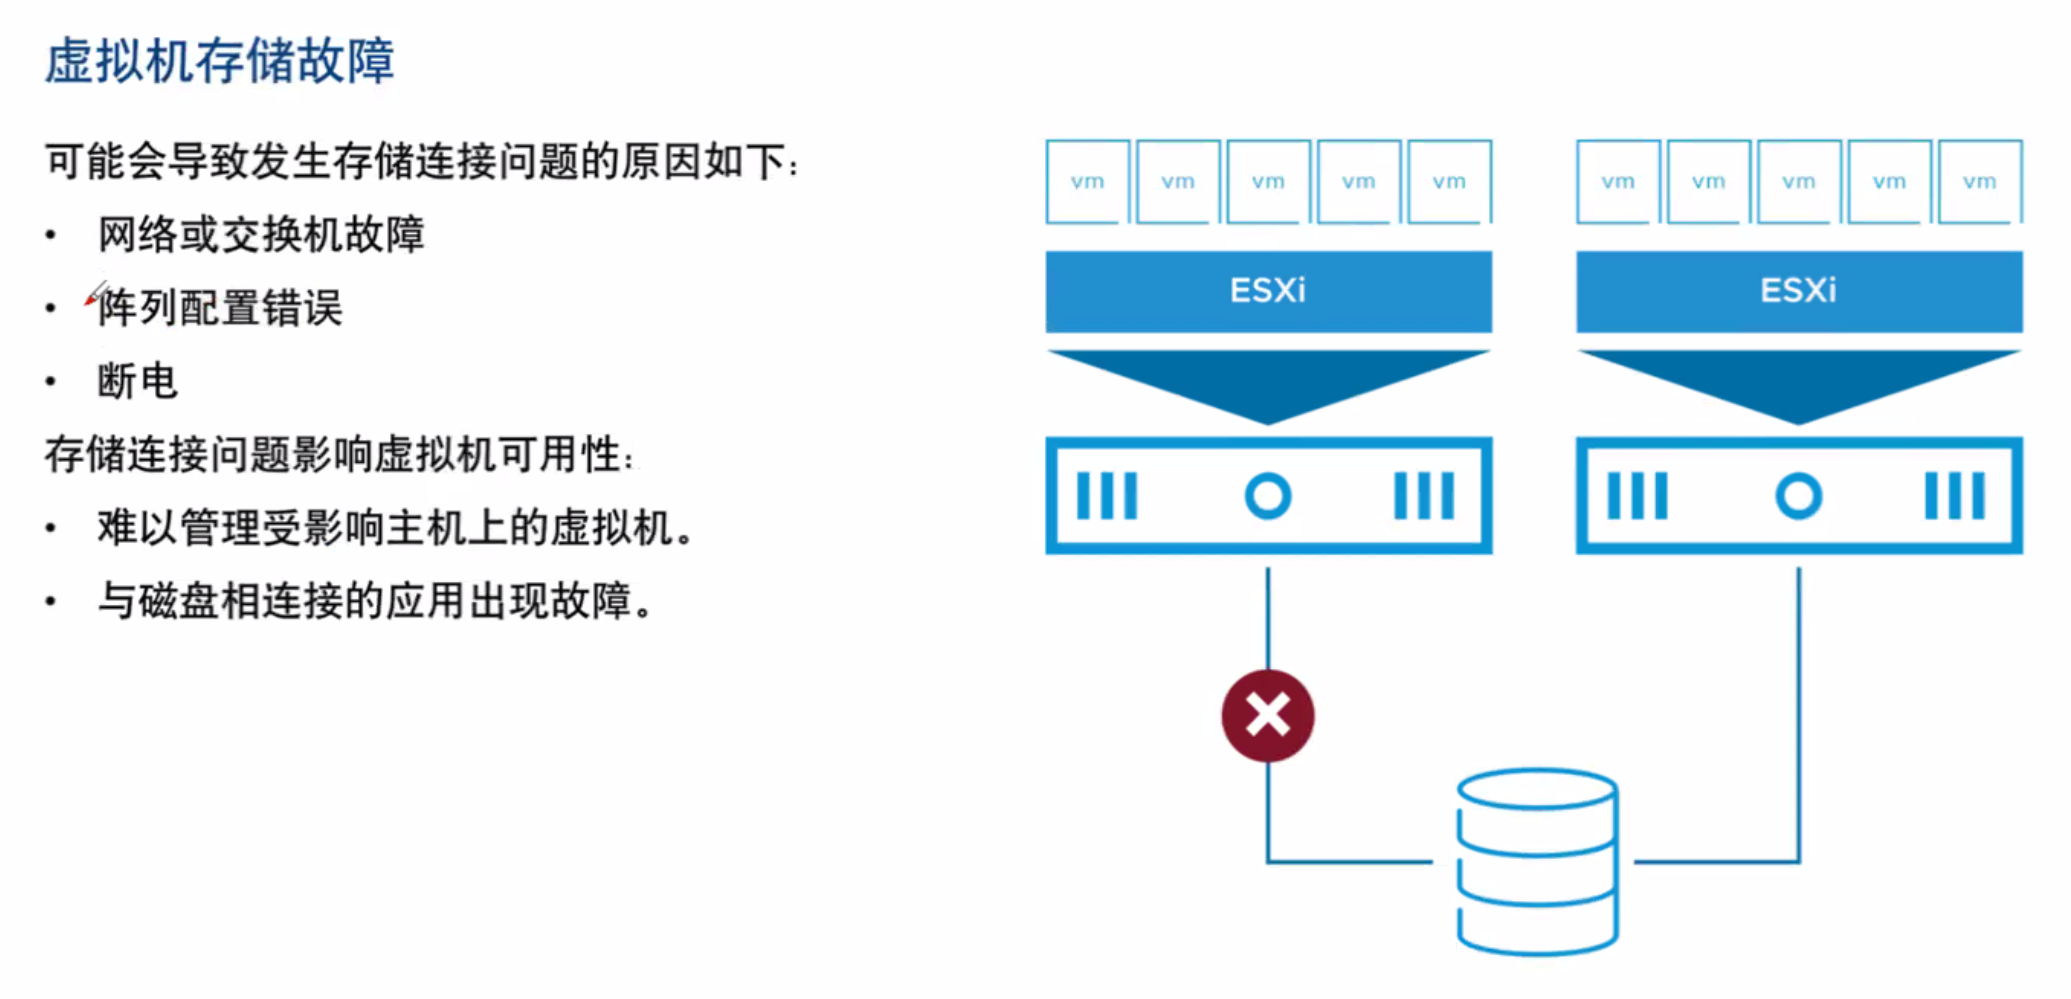 虚拟机存储故障
可能会导致发生存储连接问题的原因如下：
• 网络或交换机故障
• 阵列配置错误
• 断电
存储连接问题影响虚拟机可用性：
• 难以管理受影响主机上的虚拟机。
• 与磁盘相连接的应用出现故障。
vm vm vm vm vm
ESXi
vm vm vm vm vm
ESXi